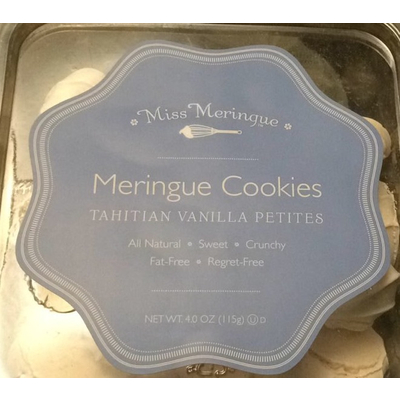 Miss Meringue
Meringue Cookies
TAHITIAN VANILLA PETITES
All Natural • Sweet • Crunchy
Fat-Free • Regret-Free
NET WT. 4.0 OZ (115g) Ⓤ D